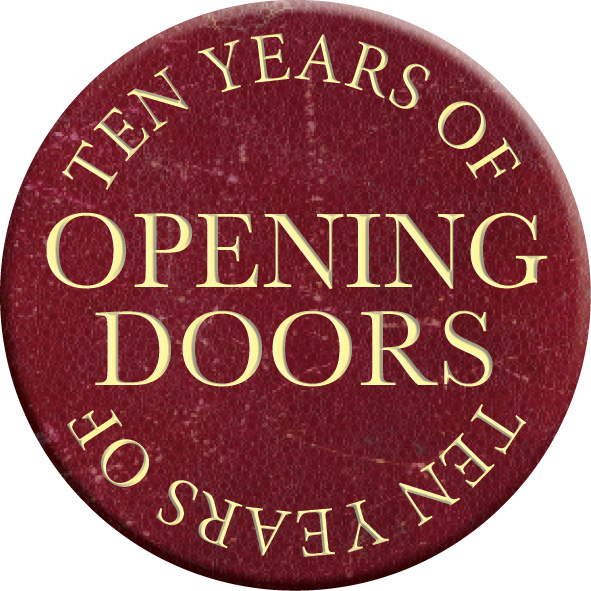 TEN YEARS OF
OPENING
DOORS
TEN YEARS OF